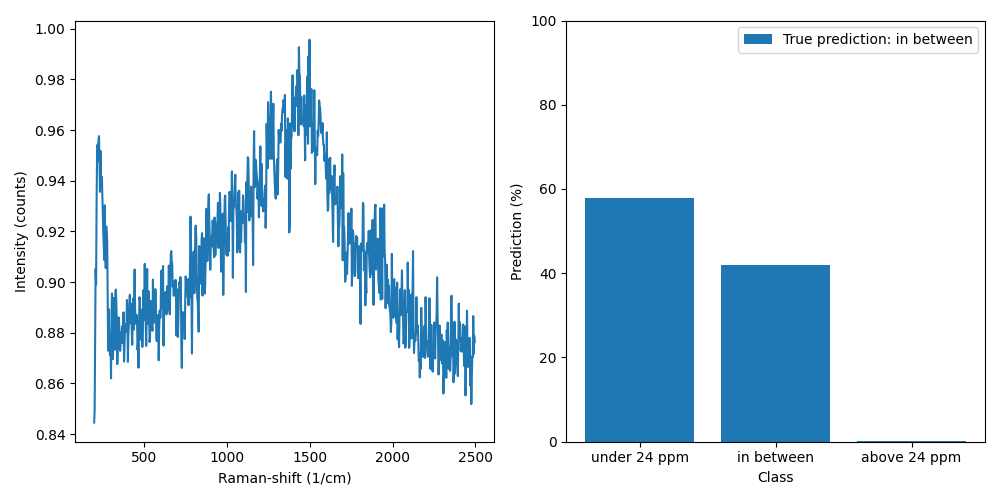 1.00
0.98
0.96
0.94
0.92
0.90
0.88
0.86
0.84
Intensity (counts)
500
1000
1500
2000
2500
Raman-shift (1/cm)
100
80
60
40
20
0
Prediction (%)
True prediction: in between
under 24 ppm
in between
above 24 ppm
Class